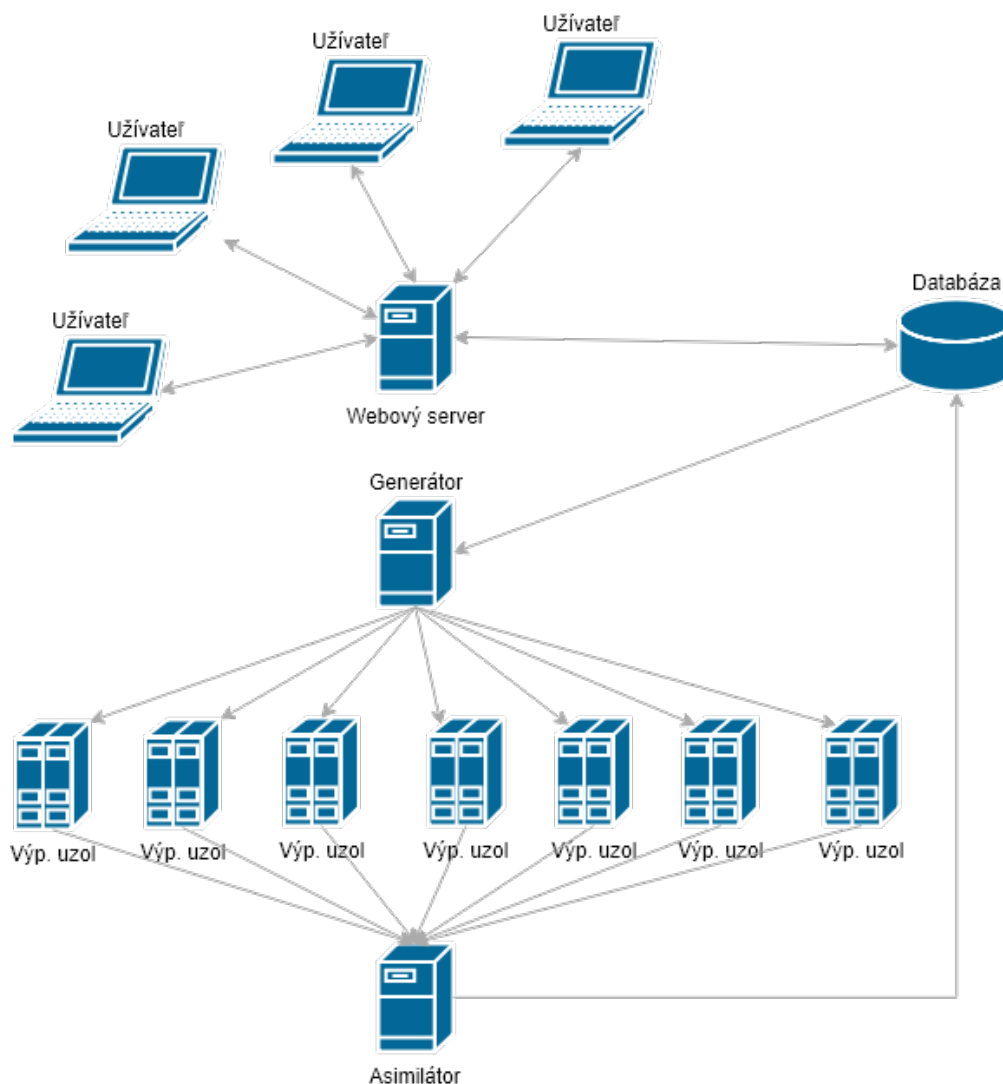 Užívateľ
Užívateľ
Užívateľ
Užívateľ
Databáza
Webový server
Generátor
Výp. uzol
Výp. uzol
Výp. uzol
Výp. uzol
Výp. uzol
Výp. uzol
Výp. uzol
Asimilátor